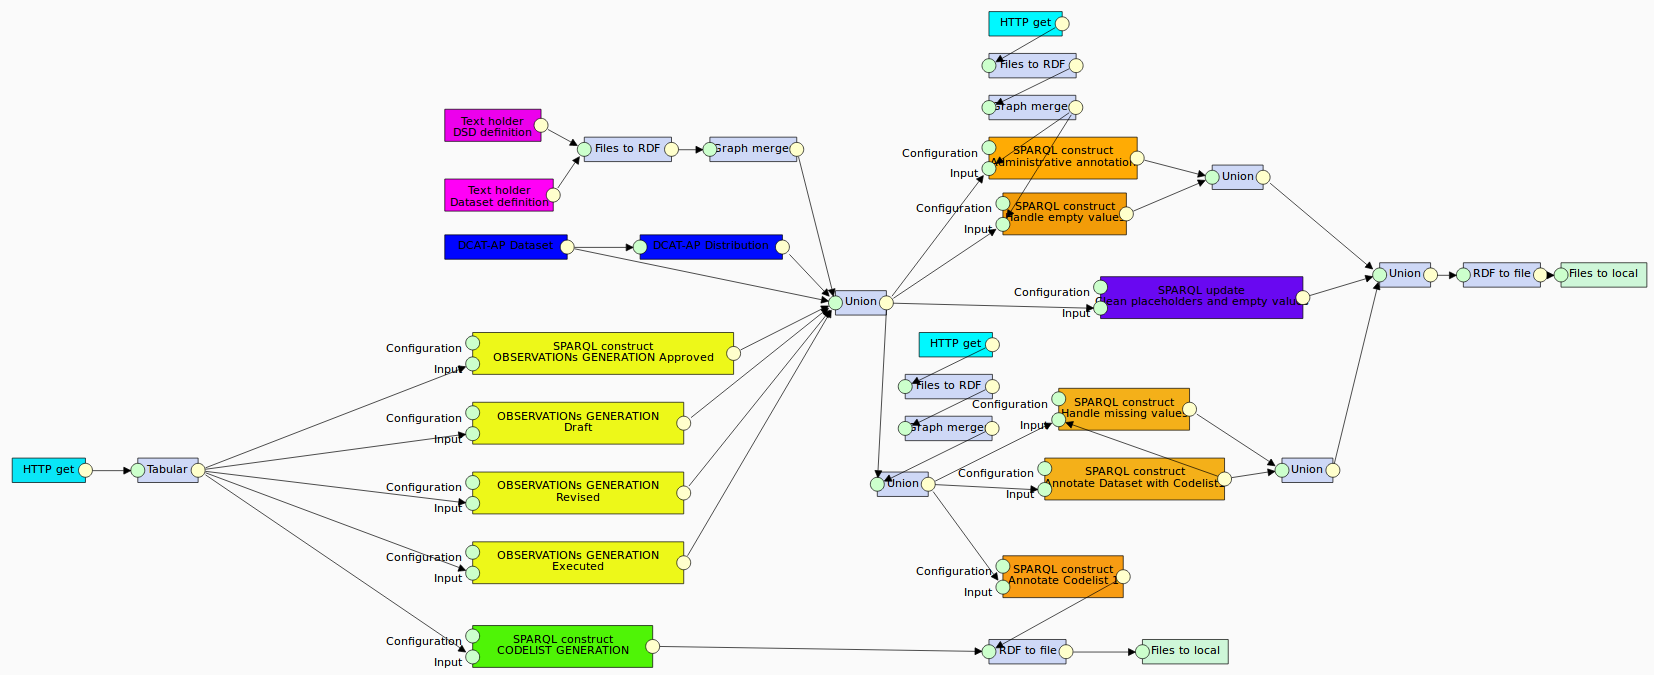 HTTP get
Files to RDF
Graph merge
Text holder
DSD definition
Files to RDF
Graph merge
Configuration
Input
SPARQL construct
Administrative annotation
Union
Text holder
Dataset definition
Configuration
Input
SPARQL construct
Handle empty values
DCAT-AP Dataset
DCAT-AP Distribution
Union
Union
RDF to file
Files to local
Configuration
Input
SPARQL update
Clean placeholders and empty values
HTTP get
Configuration
Input
SPARQL construct
OBSERVATIONs GENERATION Approved
Files to RDF
Graph merge
Configuration
Input
SPARQL construct
Handle missing values
Configuration
Input
OBSERVATIONs GENERATION
Draft
HTTP get
Tabular
Union
Configuration
Input
SPARQL construct
Annotate Dataset with Codelists
Union
Configuration
Input
OBSERVATIONs GENERATION
Revised
Configuration
Input
OBSERVATIONs GENERATION
Executed
Configuration
Input
SPARQL construct
Annotate Codelist 1
Configuration
Input
SPARQL construct
CODELIST GENERATION
RDF to file
Files to local